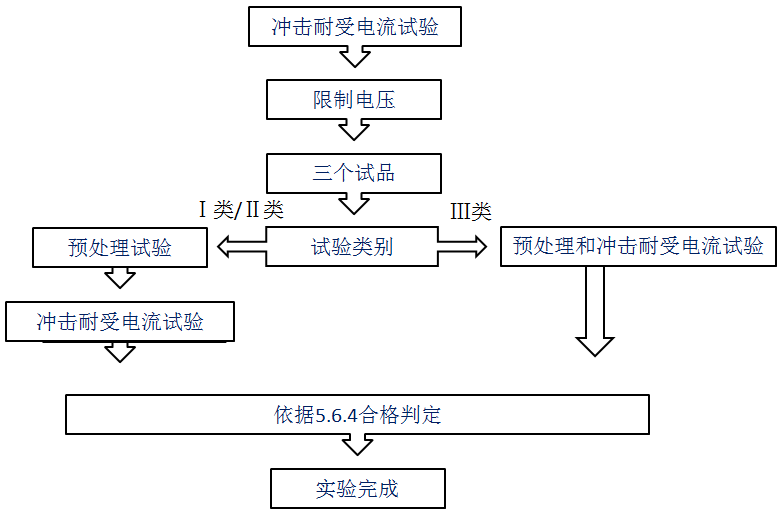 冲击耐受电流试验
限制电压
三个试品
Ⅰ类/Ⅱ类
Ⅲ类
预处理试验
试验类别
预处理和冲击耐受电流试验
冲击耐受电流试验
依据5.6.4合格判定
实验完成